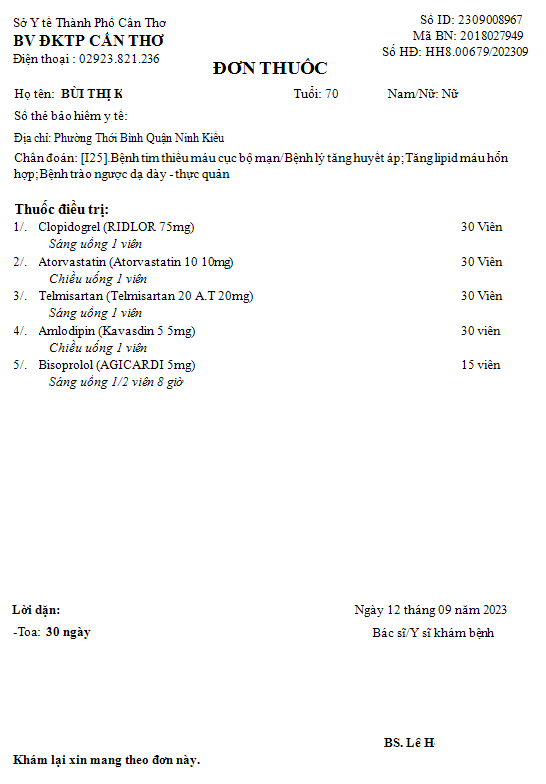 Sở Y tế Thành Phố Cần Thơ
Số ID: 2309008967
BV ĐKTP CẦN THƠ
Mã BN: 2018027949
Điện thoại : 02923.821.236
Số HĐ: HH8.00679/202309
ĐƠN THUỐC
Họ tên: BÙI THỊ K
Tuổi: 70
Nam/Nữ: Nữ
Số thẻ bảo hiểm y tế:
Địa chỉ: Phường Thới Bình Quận Ninh Kiều
Chẩn đoán: [I25].Bệnh tim thiếu máu cục bộ mạn/Bệnh lý tăng huyết áp;Tăng lipid máu hổn
hợp;Bệnh trào ngược dạ dày - thực quản
Thuốc điều trị:
1/. Clopidogrel (RIDLOR 75mg) 30 Viên
Sáng uống 1 viên
2/. Atorvastatin (Atorvastatin 10 10mg) 30 Viên
Chiều uống 1 viên
3/. Telmisartan (Telmisartan 20 A.T 20mg) 30 Viên
Sáng uống 1 viên
4/. Amlodipin (Kavasdin 5 5mg) 30 viên
Chiều uống 1 viên
5/. Bisoprolol (AGICARDI 5mg) 15 viên
Sáng uống 1/2 viên 8 giờ
Lời dặn:
Ngày 12 tháng 09 năm 2023
-Toa: 30 ngày
Bác sĩ/Y sĩ khám bệnh
BS. Lê H
Khám lại xin mang theo đơn này.